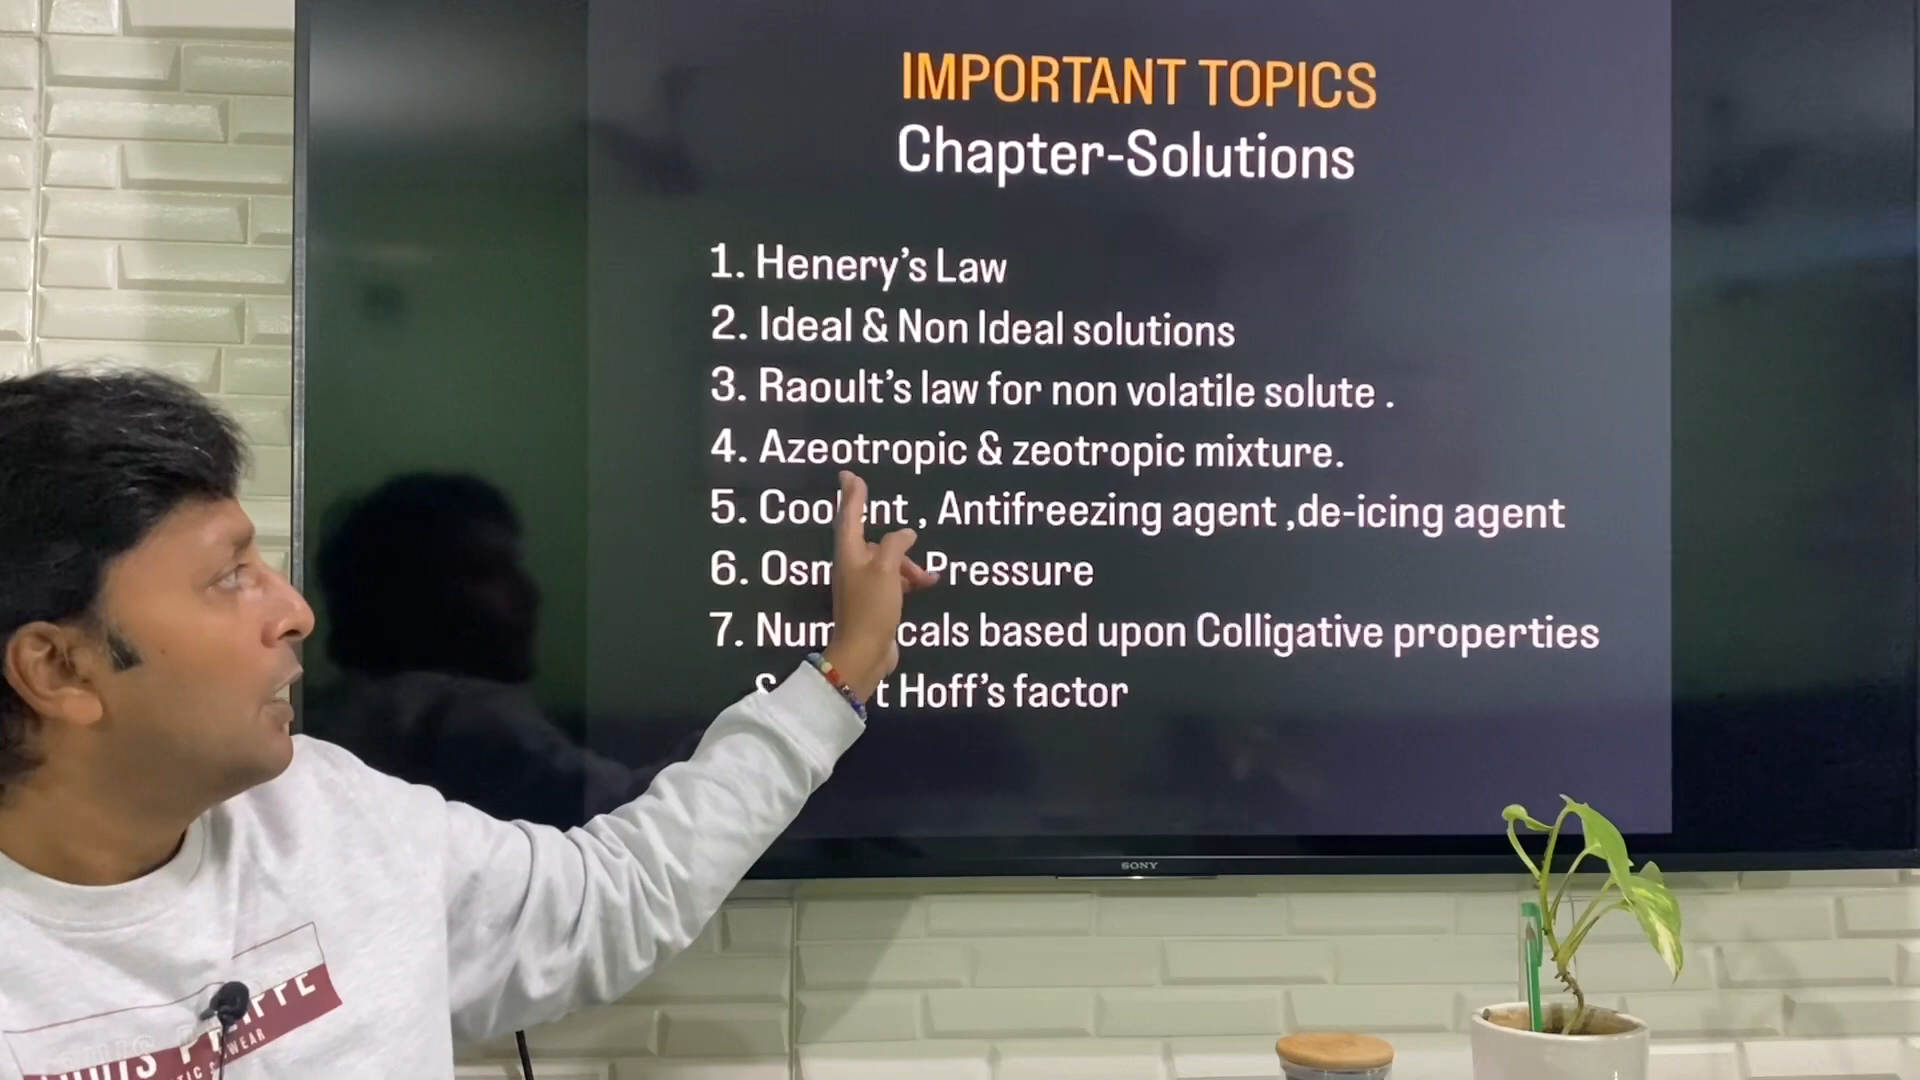 IMPORTANT TOPICS
Chapter-Solutions
1. Henery's Law
2. Ideal & Non Ideal solutions
3. Raoult's law for non volatile solute .
4. Azeotropic & zeotropic mixture.
5. Coo ent , Antifreezing agent ,de-icing agent
6. Osm Pressure
7. Num cals based upon Colligative properties
& t Hoff's factor
SONY
WEAR